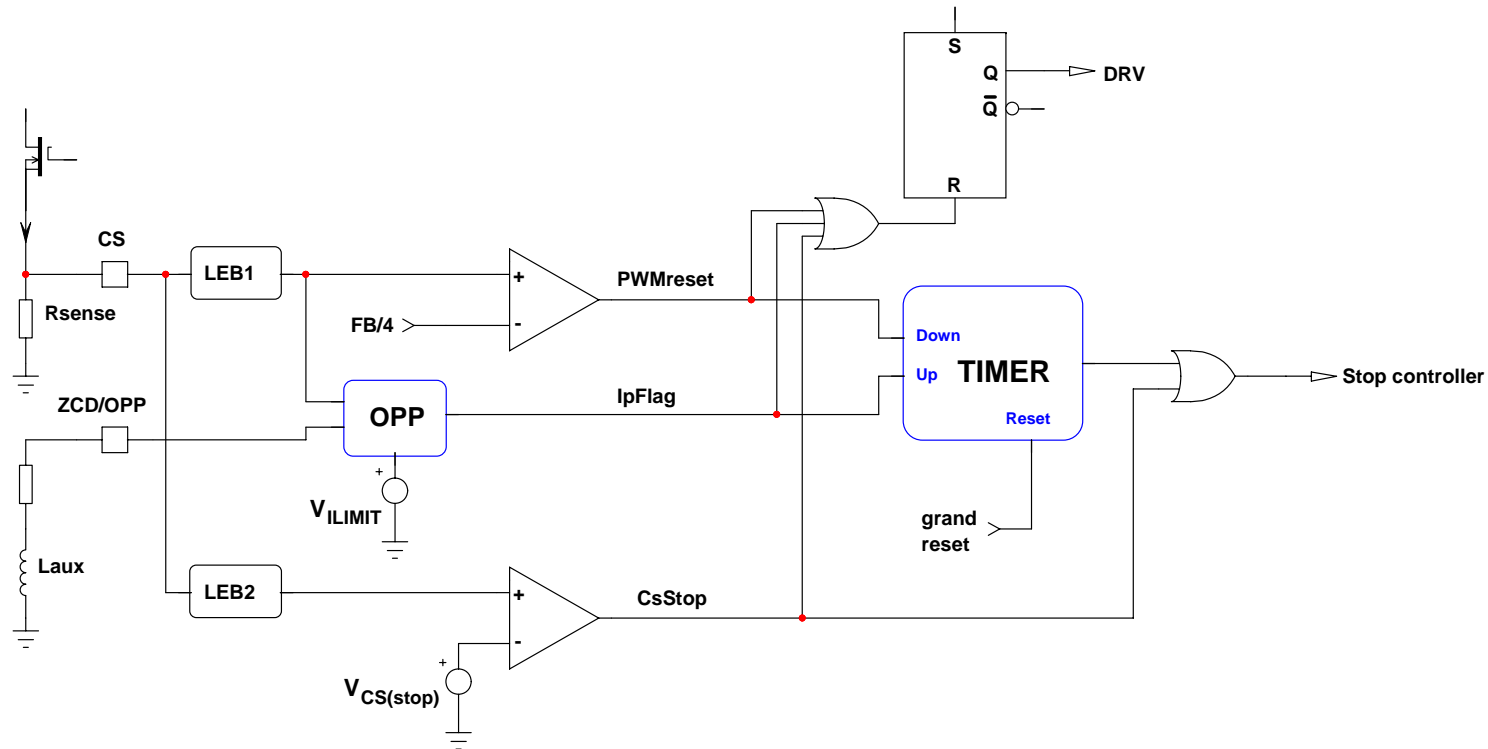 S
Q
DRV
Q
R
CS
LEB1
+
-
PWMreset
Rsense
FB/4
Down
Up
TIMER
Reset
Stop controller
ZCD/OPP
OPP
IpFlag
+
VILIMIT
grand
reset
Laux
LEB2
+
-
CsStop
+
VCS(stop)